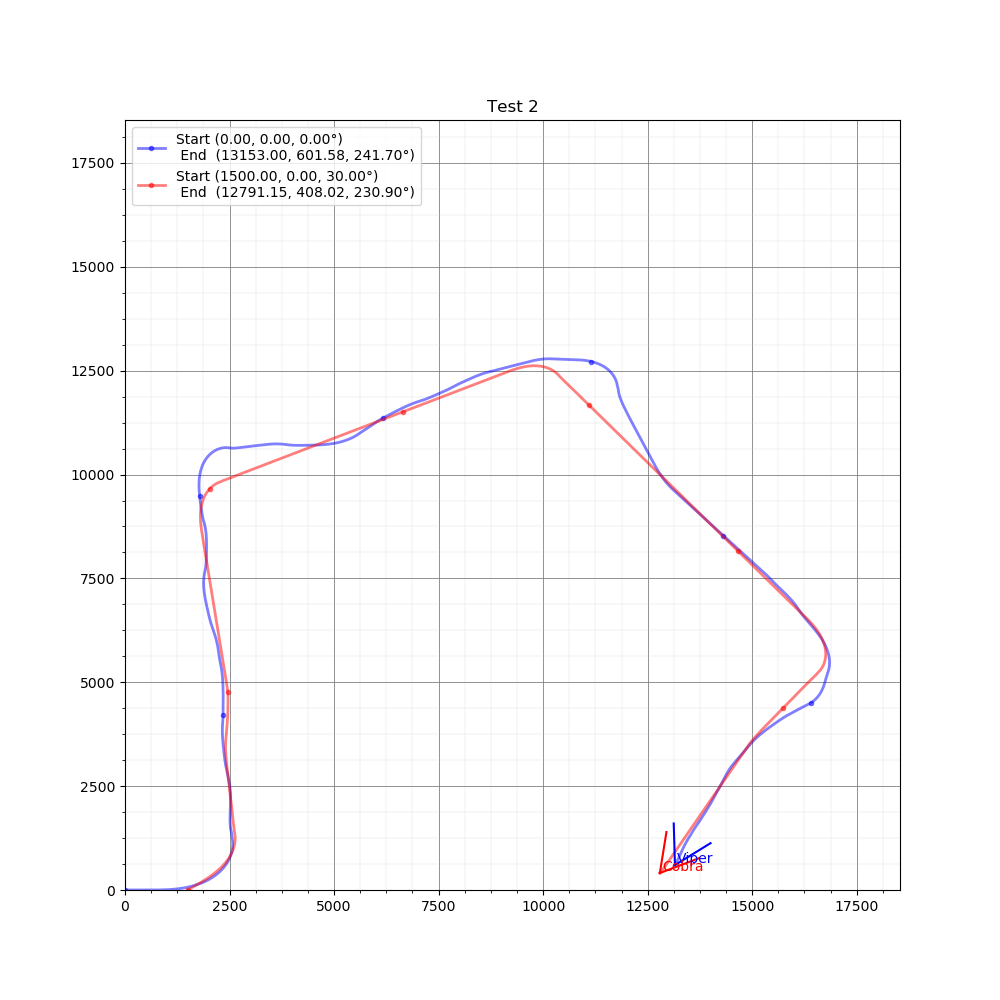 Test 2
Start (0.00, 0.00, 0.00°)
End (13153.00, 601.58, 241.70°)
Start (1500.00, 0.00, 30.00°)
End (12791.15, 408.02, 230.90°)
17500
15000
12500
10000
7500
5000
2500
0
Viper
Cobra
0 2500 5000 7500 10000 12500 15000 17500